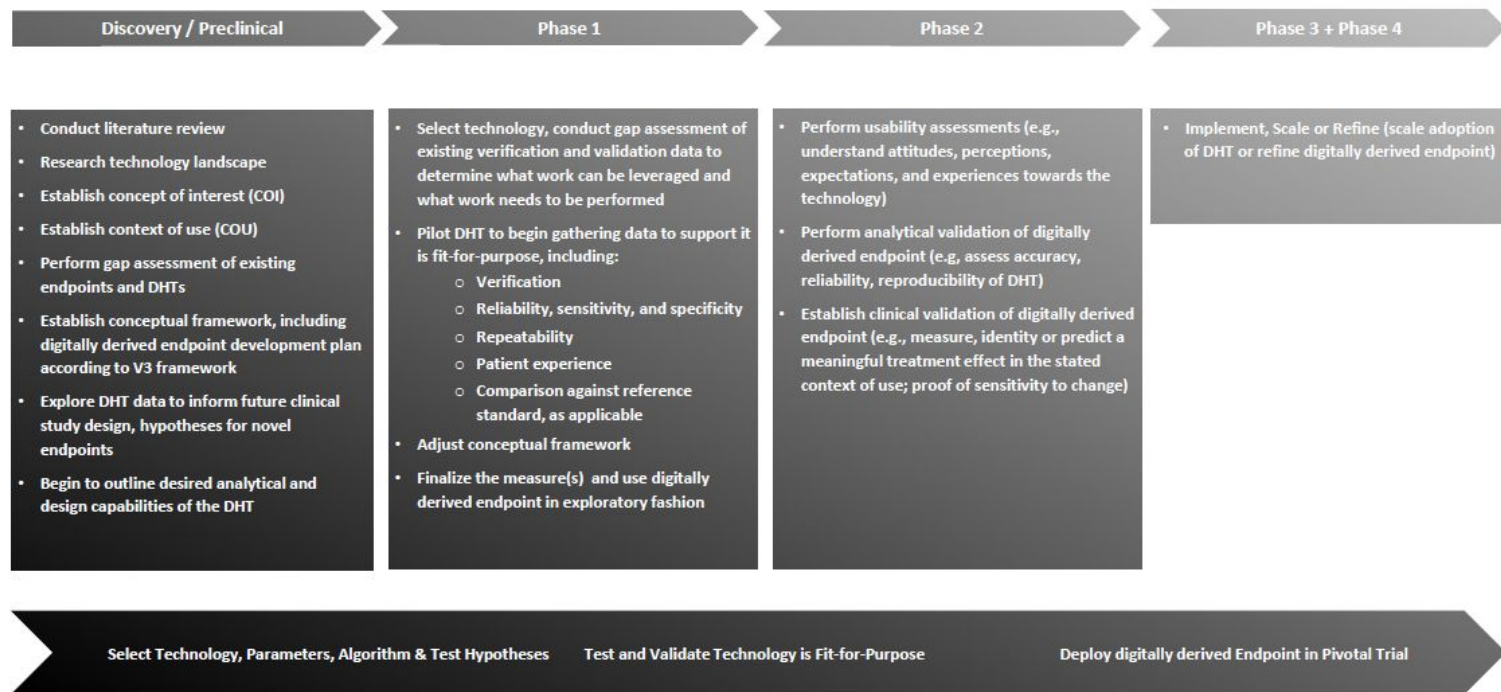 Discovery / Preclinical
Phase 1
Phase 2
Phase 3 + Phase 4
• Conduct literature review
• Research technology landscape
• Establish concept of interest (COI)
• Establish context of use (COU)
• Perform gap assessment of existing
endpoints and DHTs
• Establish conceptual framework, including
digitally derived endpoint development plan
according to V3 framework
• Explore DHT data to inform future clinical
study design, hypotheses for novel
endpoints
• Begin to outline desired analytical and
design capabilities of the DHT
• Select technology, conduct gap assessment of
existing verification and validation data to
determine what work can be leveraged and
what work needs to be performed
• Pilot DHT to begin gathering data to support it
is fit-for-purpose, including:
o Verification
o Reliability, sensitivity, and specificity
o Repeatability
o Patient experience
o Comparison against reference
standard, as applicable
• Adjust conceptual framework
• Finalize the measure(s) and use digitally
derived endpoint in exploratory fashion
• Perform usability assessments (e.g.,
understand attitudes, perceptions,
expectations, and experiences towards the
technology)
• Perform analytical validation of digitally
derived endpoint (e.g, assess accuracy,
reliability, reproducibility of DHT)
• Establish clinical validation of digitally derived
endpoint (e.g., measure, identity or predict a
meaningful treatment effect in the stated
context of use; proof of sensitivity to change)
• Implement, Scale or Refine (scale adoption
of DHT or refine digitally derived endpoint)
Select Technology, Parameters, Algorithm & Test Hypotheses
Test and Validate Technology is Fit-for-Purpose
Deploy digitally derived Endpoint in Pivotal Trial